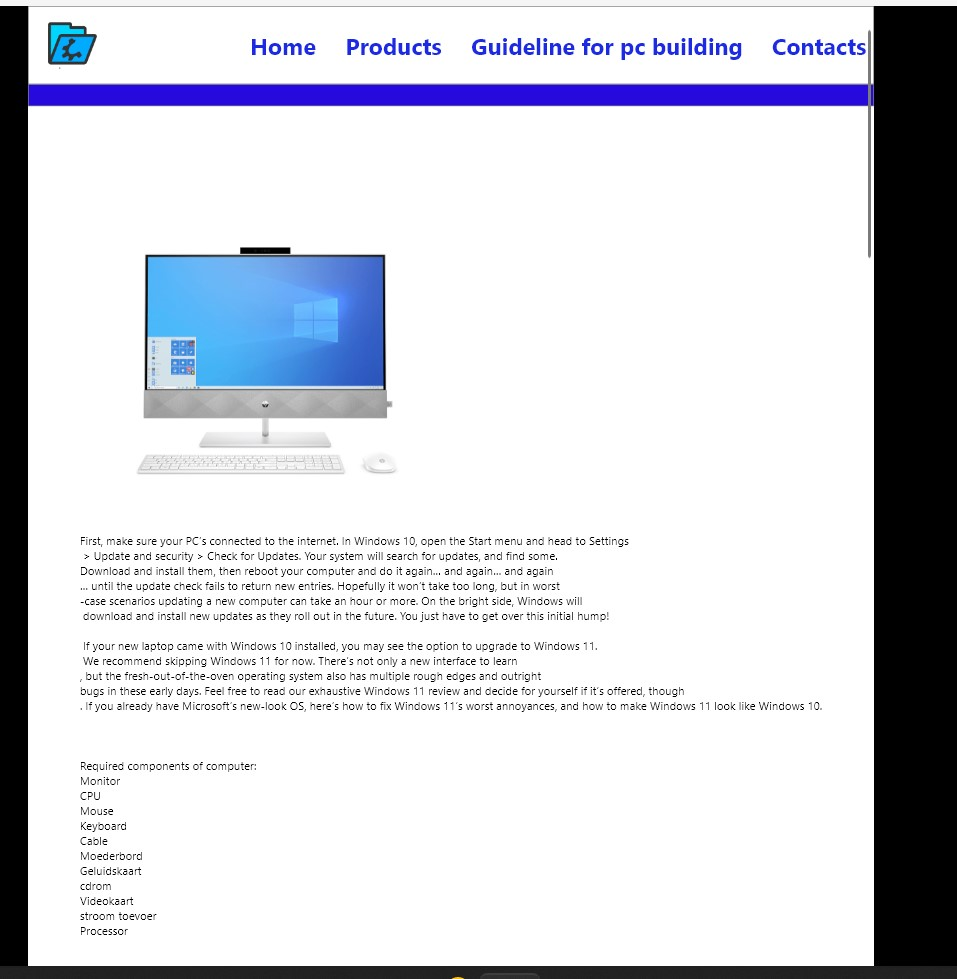 Home Products Guideline for pc building Contacts
First, make sure your PC's connected to the internet. In Windows 10, open the Start menu and head to Settings
> Update and security > Check for Updates. Your system will search for updates, and find some.
Download and install them, then reboot your computer and do it again... and again... and again
... until the update check fails to return new entries. Hopefully it won't take too long, but in worst
-case scenarios updating a new computer can take an hour or more. On the bright side, Windows will
download and install new updates as they roll out in the future. You just have to get over this initial hump!
If your new laptop came with Windows 10 installed, you may see the option to upgrade to Windows 11.
We recommend skipping Windows 11 for now. There's not only a new interface to learn
, but the fresh-out-of-the-oven operating system also has multiple rough edges and outright
bugs in these early days. Feel free to read our exhaustive Windows 11 review and decide for yourself if it's offered, though
. If you already have Microsoft's new-look OS, here's how to fix Windows 11's worst annoyances, and how to make Windows 11 look like Windows 10.
Required components of computer:
Monitor
CPU
Mouse
Keyboard
Cable
Moederbord
Geluidskaart
cdrom
Videokaart
stroom toevoer
Processor